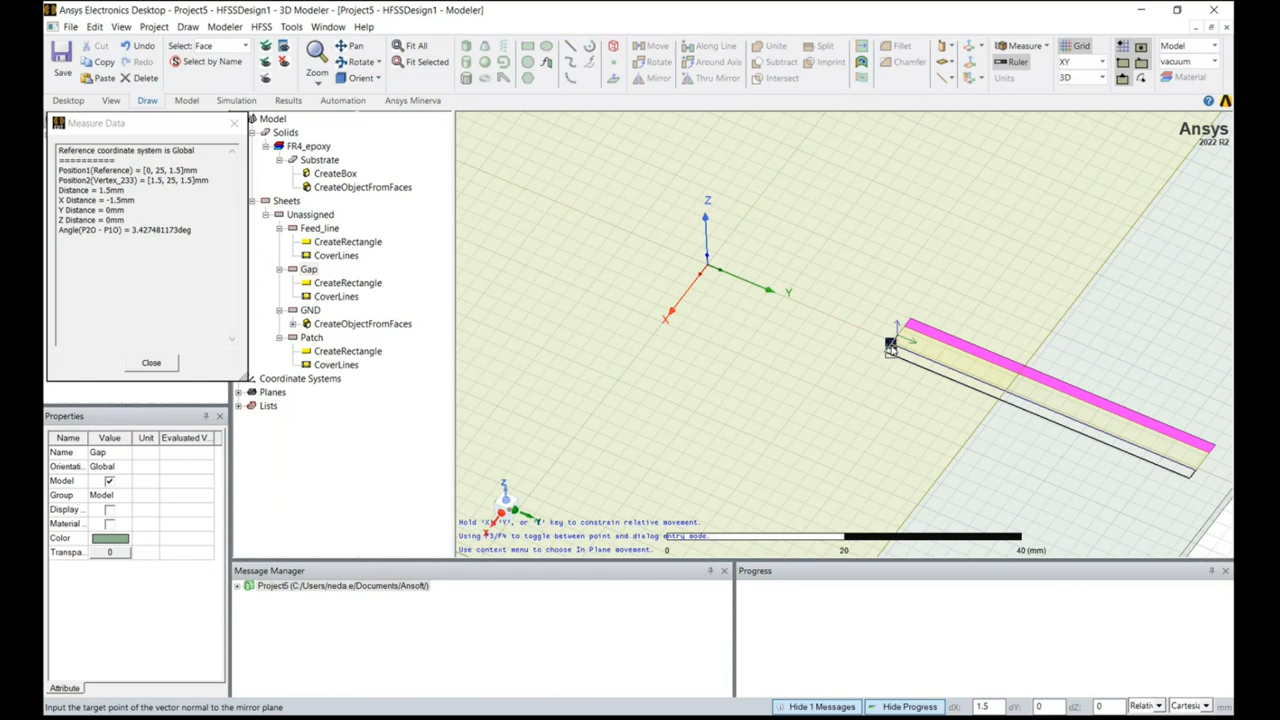 Ansys Electronics Desktop - Project5 - HFSSDesign1 - 3D Modeler - [Project5 - HFSSDesign1 - Modeler]
File Edit View Project Draw Modeler HFSS Tools Window Help
Save
Cut
Copy
Paste
Undo
Redo
Delete
Select: Face
Select by Name
Zoom
Pan
Rotate
Orient
Fit All
Fit Selected
Move
Rotate
Mirror
Along Line
Around Axis
Thru Mirror
Unite
Subtract
Intersect
Split
Imprint
Fillet
Chamfer
Measure
Ruler
Units
Grid
XY
3D
Model
vacuum
Material
Desktop View Draw Model Simulation Results Automation Ansys Minerva
Measure Data
Reference coordinate system is Global
==========
Position1(Reference) = [0, 25, 1.5]mm
Position2(Vertex_233) = [1.5, 25, 1.5]mm
Distance = 1.5mm
X Distance = -1.5mm
Y Distance = 0mm
Z Distance = 0mm
Angle(P2O - P1O) = 3.427481173deg
Close
Model
Solids
FR4_epoxy
Substrate
CreateBox
CreateObjectFromFaces
Sheets
Unassigned
Feed_line
CreateRectangle
CoverLines
Gap
CreateRectangle
CoverLines
GND
CreateObjectFromFaces
Patch
CreateRectangle
CoverLines
Coordinate Systems
Planes
Lists
Ansys
2022 R2
Z
Y
X
Z
X
Hold 'X', 'Y', or 'Z' key to constrain relative movement.
Using F3/F4 to toggle between point and dialog entry mode.
Use context menu to choose In Plane movement.
0 20 40 (mm)
Properties
Name Value Unit Evaluated V...
Name Gap
Orientati... Global
Model
Group Model
Display ...
Material ...
Color
Transpa... 0
Attribute
Message Manager
Project5 (C:/Users/neda.e/Documents/Ansoft/)
Progress
Input the target point of the vector normal to the mirror plane
Hide 1 Messages
Hide Progress
dX: 1.5 dY: 0 dZ: 0 Relati Cartesia mm